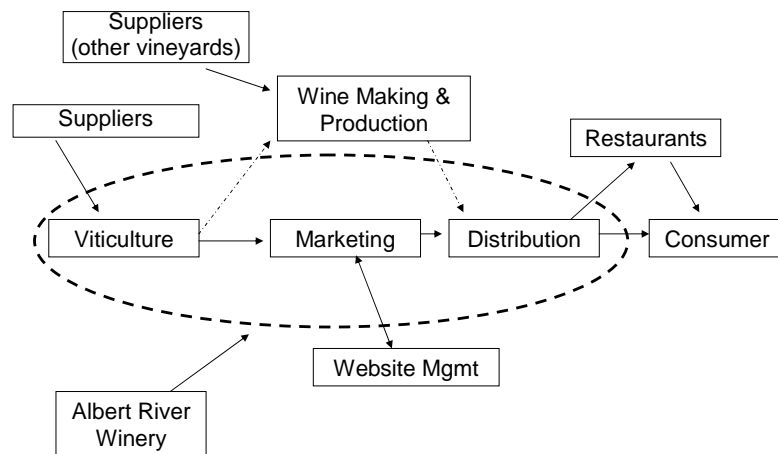 Suppliers
(other vineyards)
Wine Making &
Production
Suppliers
Restaurants
Viticulture
Marketing
Distribution
Consumer
Website Mgmt
Albert River
Winery